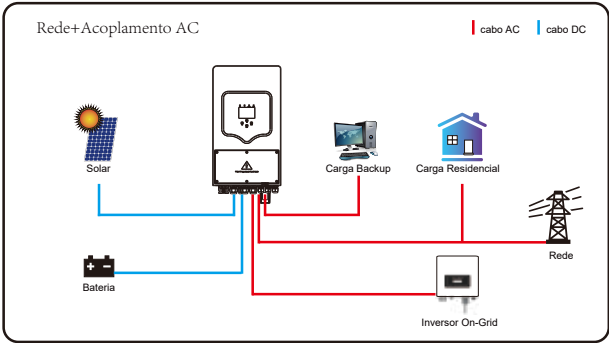 Rede+Acoplamento AC
cabo AC
cabo DC
Solar
Carga Backup
Carga Residencial
Rede
Bateria
Inversor On-Grid